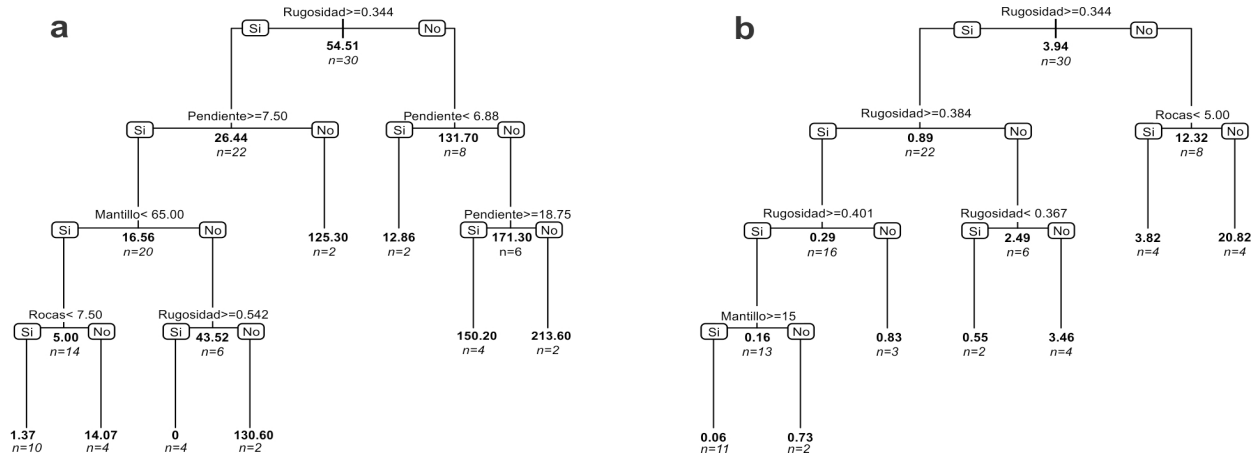 a
Rugosidad>=0.344
Si
No
54.51
n=30
Pendiente>=7.50
Si
No
26.44
n=22
Pendiente< 6.88
Si
No
131.70
n=8
Mantillo< 65.00
Si
No
16.56
n=20
125.30
n=2
12.86
n=2
Pendiente>=18.75
Si
No
171.30
n=6
Rocas< 7.50
Si
No
5.00
n=14
Rugosidad>=0.542
Si
No
43.52
n=6
150.20
n=4
213.60
n=2
1.37
n=10
14.07
n=4
0
n=4
130.60
n=2
b
Rugosidad>=0.344
Si
No
3.94
n=30
Rugosidad>=0.384
Si
No
0.89
n=22
Rocas< 5.00
Si
No
12.32
n=8
Rugosidad>=0.401
Si
No
0.29
n=16
Rugosidad< 0.367
Si
No
2.49
n=6
3.82
n=4
20.82
n=4
Mantillo>=15
Si
No
0.16
n=13
0.83
n=3
0.55
n=2
3.46
n=4
0.06
n=11
0.73
n=2